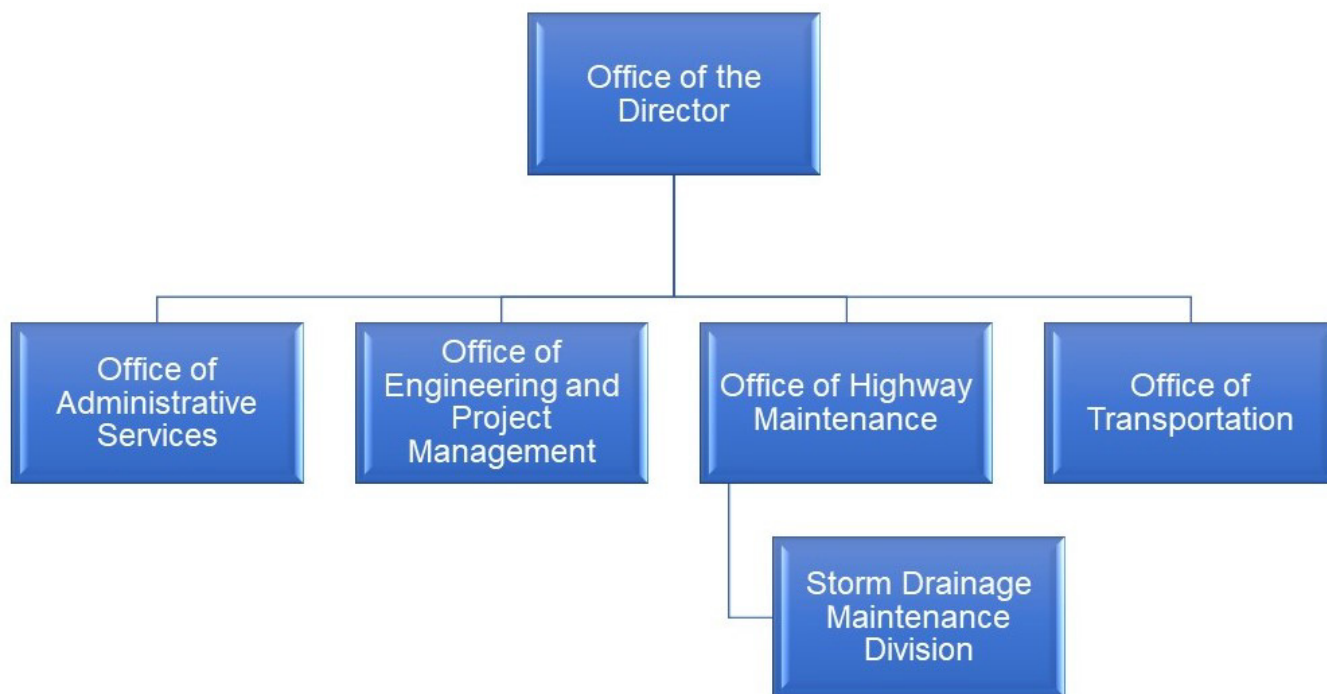 Office of the
Director
Office of
Administrative
Services
Office of
Engineering and
Project
Management
Office of Highway
Maintenance
Office of
Transportation
Storm Drainage
Maintenance
Division